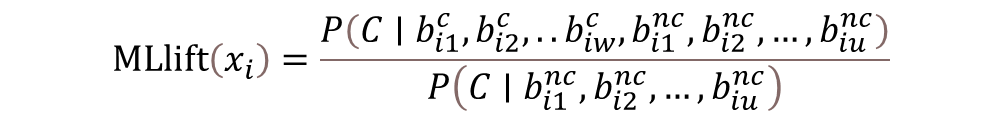 MLlift(xᵢ) = P(C | b_{i1}^{c}, b_{i2}^{c}, . . b_{iw}^{c}, b_{i1}^{nc}, b_{i2}^{nc}, …, b_{iu}^{nc})
P(C | b_{i1}^{nc}, b_{i2}^{nc}, …, b_{iu}^{nc})